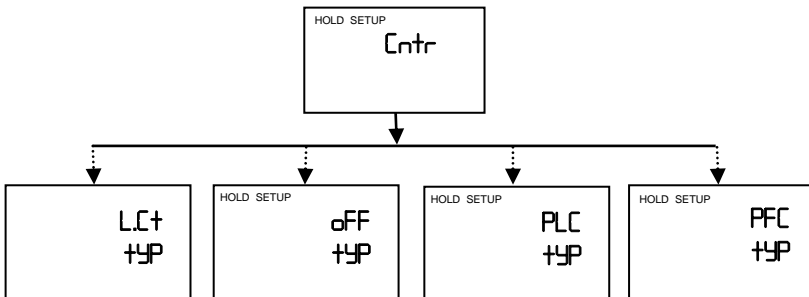 HOLD SETUP
Cntr
L.Ct
tyP
HOLD SETUP
oFF
tyP
HOLD SETUP
PLC
tyP
HOLD SETUP
PFC
tyP